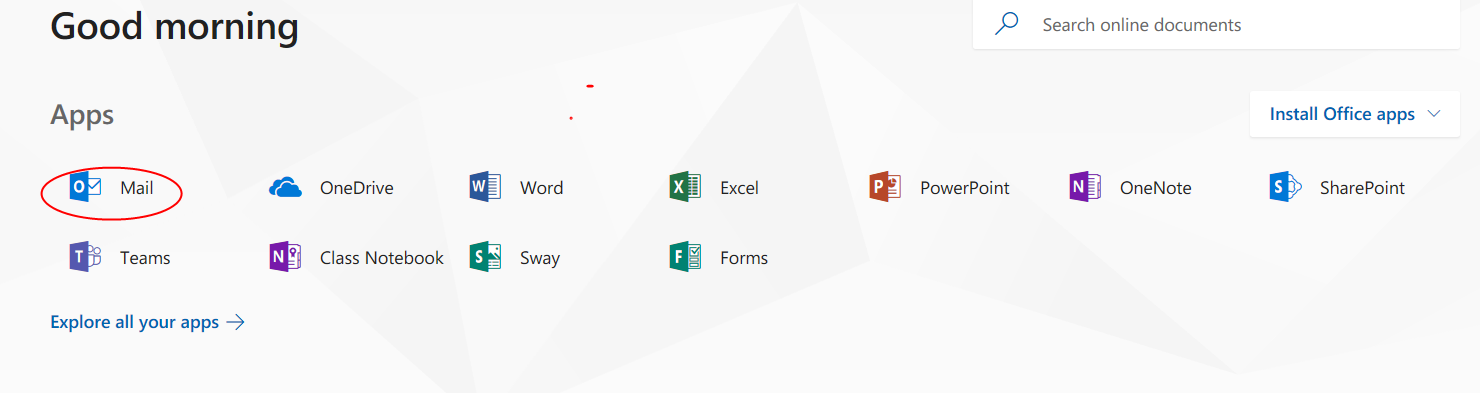 Good morning
Search online documents
Apps
Install Office apps
Mail OneDrive Word Excel PowerPoint OneNote SharePoint
Teams Class Notebook Sway Forms
Explore all your apps